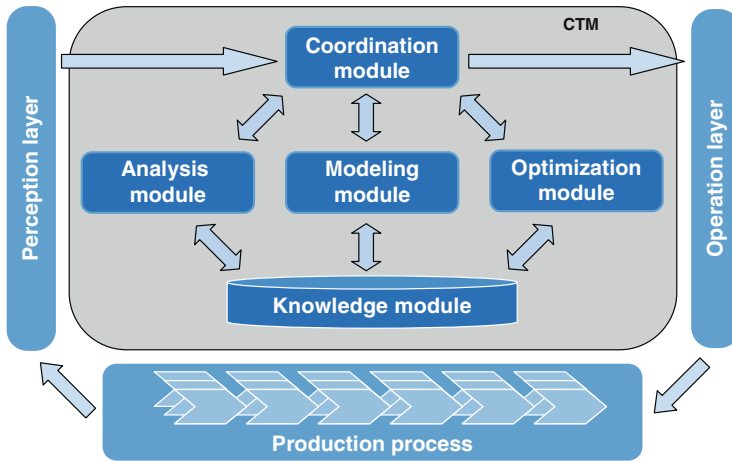 CTM
Coordination
module
Perception layer
Operation layer
Analysis
module
Modeling
module
Optimization
module
Knowledge module
Production process